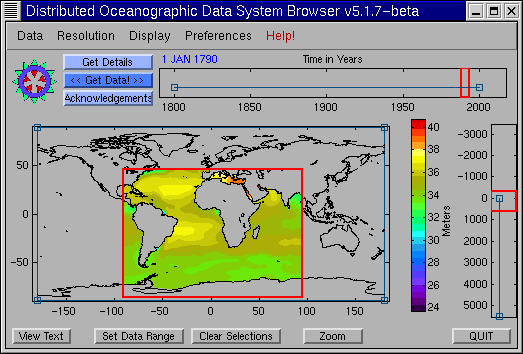 Distributed Oceanographic Data System Browser v5.1.7-beta
Data Resolution Display Preferences Help!
Get Details
<< Get Data! >>
Acknowledgements
1 JAN 1790 Time in Years
1800 1850 1900 1950 2000
50
0
−50
−150 −100 −50 0 50 100 150
40
38
36
34
32
30
28
26
24
Meters
−3000
−2000
−1000
0
1000
2000
3000
4000
5000
View Text Set Data Range Clear Selections Zoom QUIT